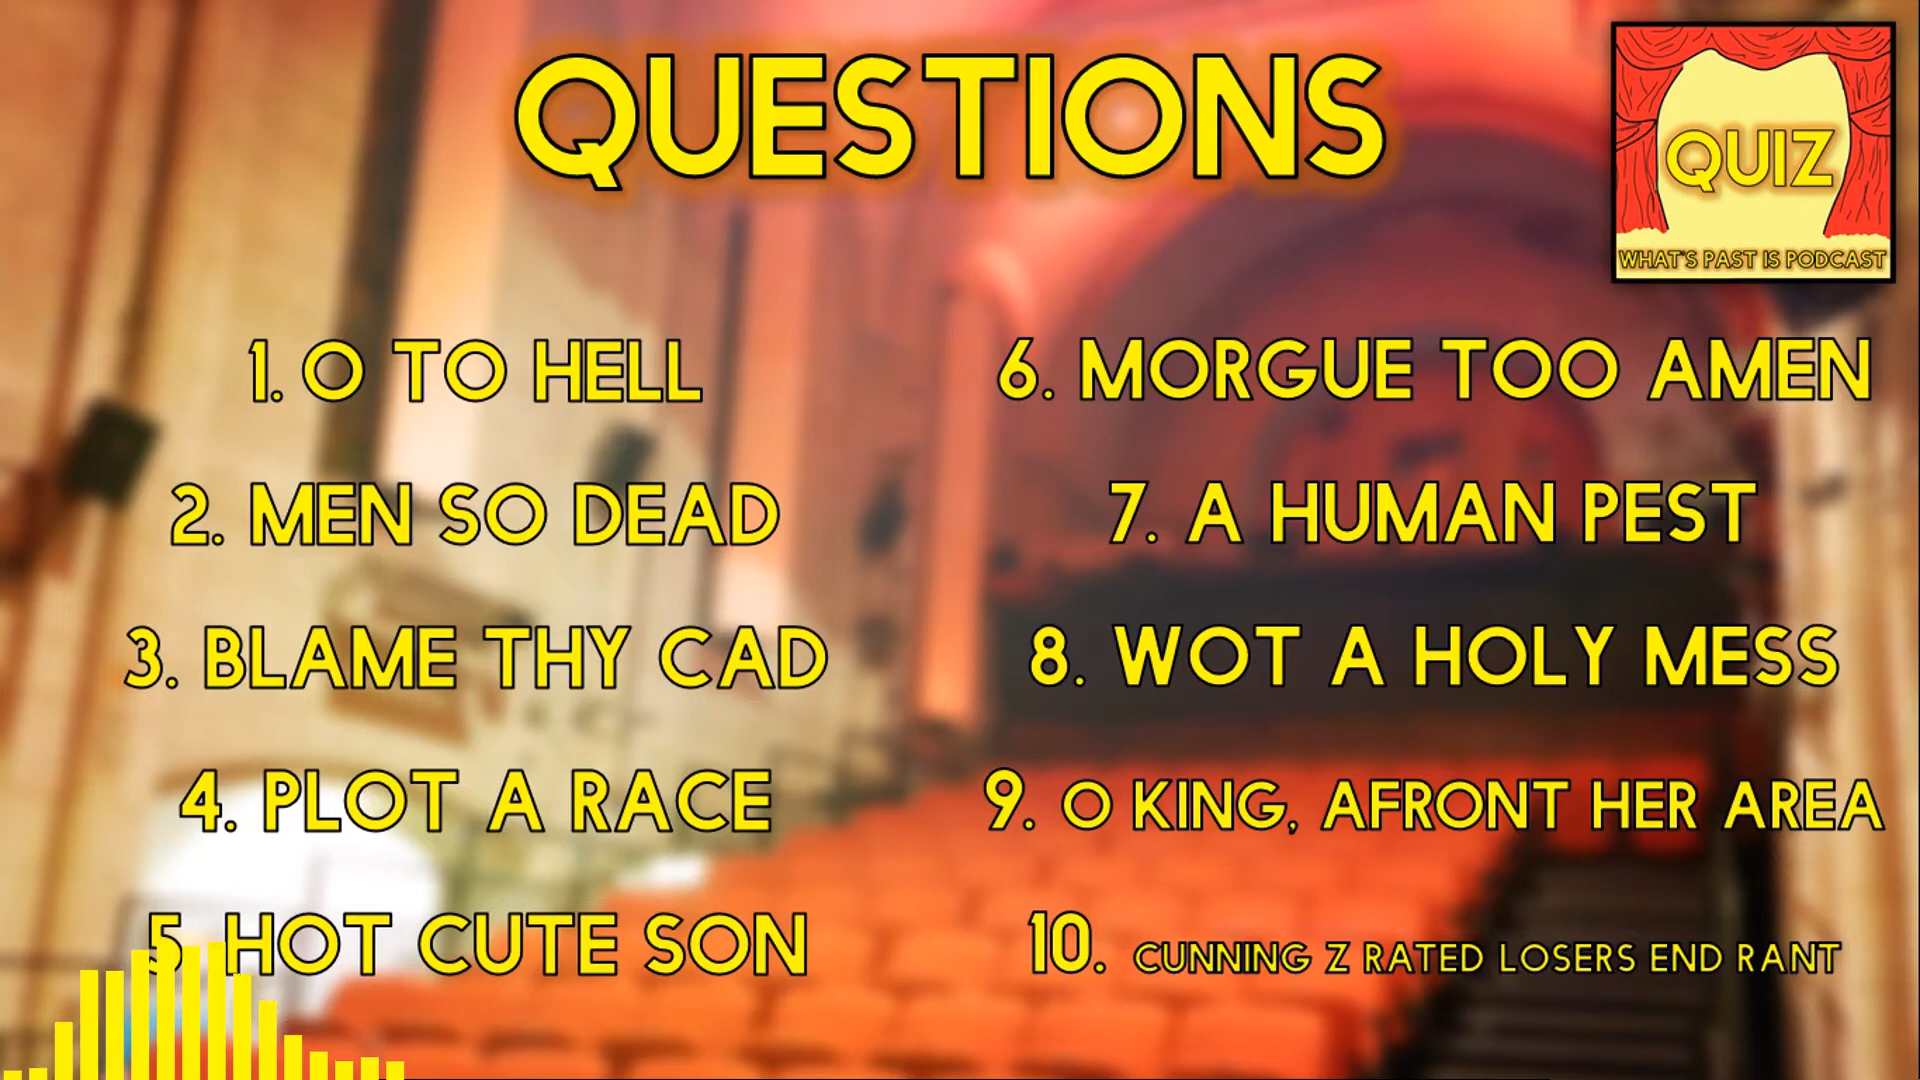 QUESTIONS
QUIZ
WHAT'S PAST IS PODCAST
1. O TO HELL
2. MEN SO DEAD
3. BLAME THY CAD
4. PLOT A RACE
5. HOT CUTE SON
6. MORGUE TOO AMEN
7. A HUMAN PEST
8. WOT A HOLY MESS
9. O KING, AFRONT HER AREA
10. CUNNING Z RATED LOSERS END RANT